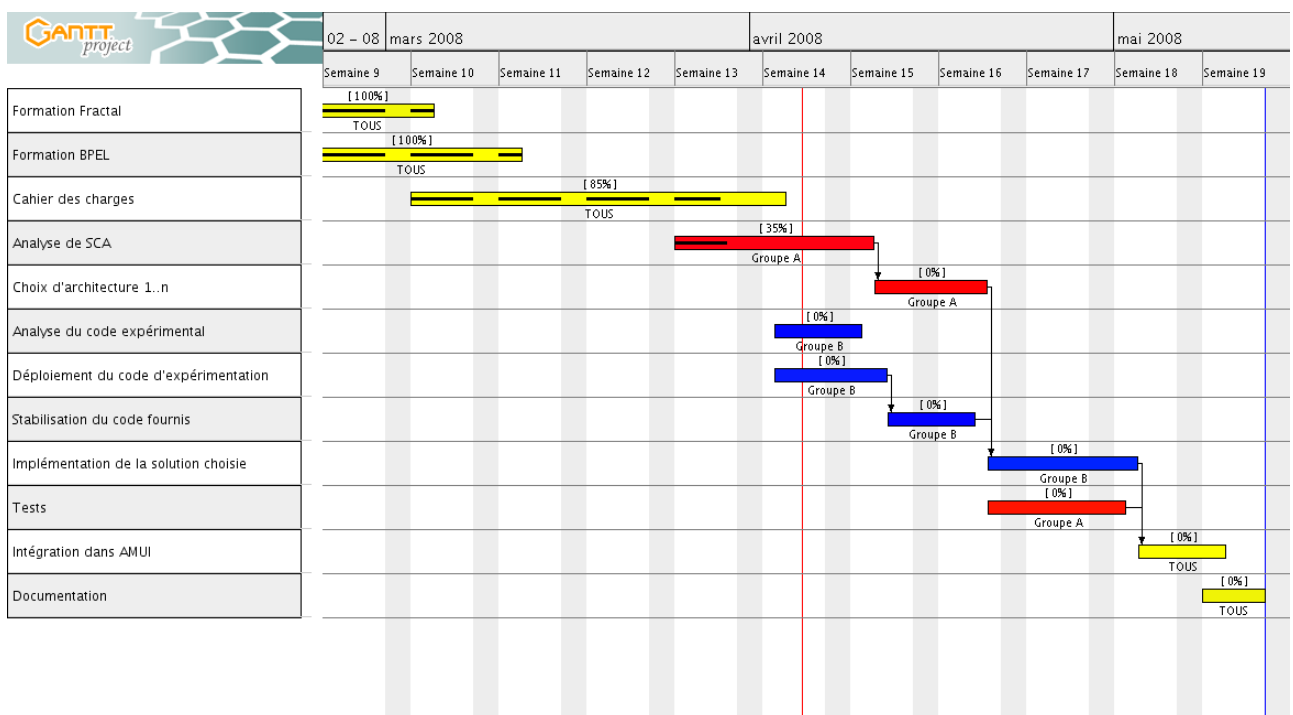 GANTT
project
02 – 08 mars 2008 avril 2008 mai 2008
Semaine 9 Semaine 10 Semaine 11 Semaine 12 Semaine 13 Semaine 14 Semaine 15 Semaine 16 Semaine 17 Semaine 18 Semaine 19
[100%]
Formation Fractal
TOUS
[100%]
Formation BPEL
TOUS
[85%]
Cahier des charges
TOUS
[35%]
Analyse de SCA
Groupe A
[0%]
Choix d'architecture 1..n
Groupe A
[0%]
Analyse du code expérimental
Groupe B
[0%]
Déploiement du code d'expérimentation
Groupe B
[0%]
Stabilisation du code fournis
Groupe B
[0%]
Implémentation de la solution choisie
Groupe B
[0%]
Tests
Groupe A
[0%]
Intégration dans AMUI
TOUS
[0%]
Documentation
TOUS